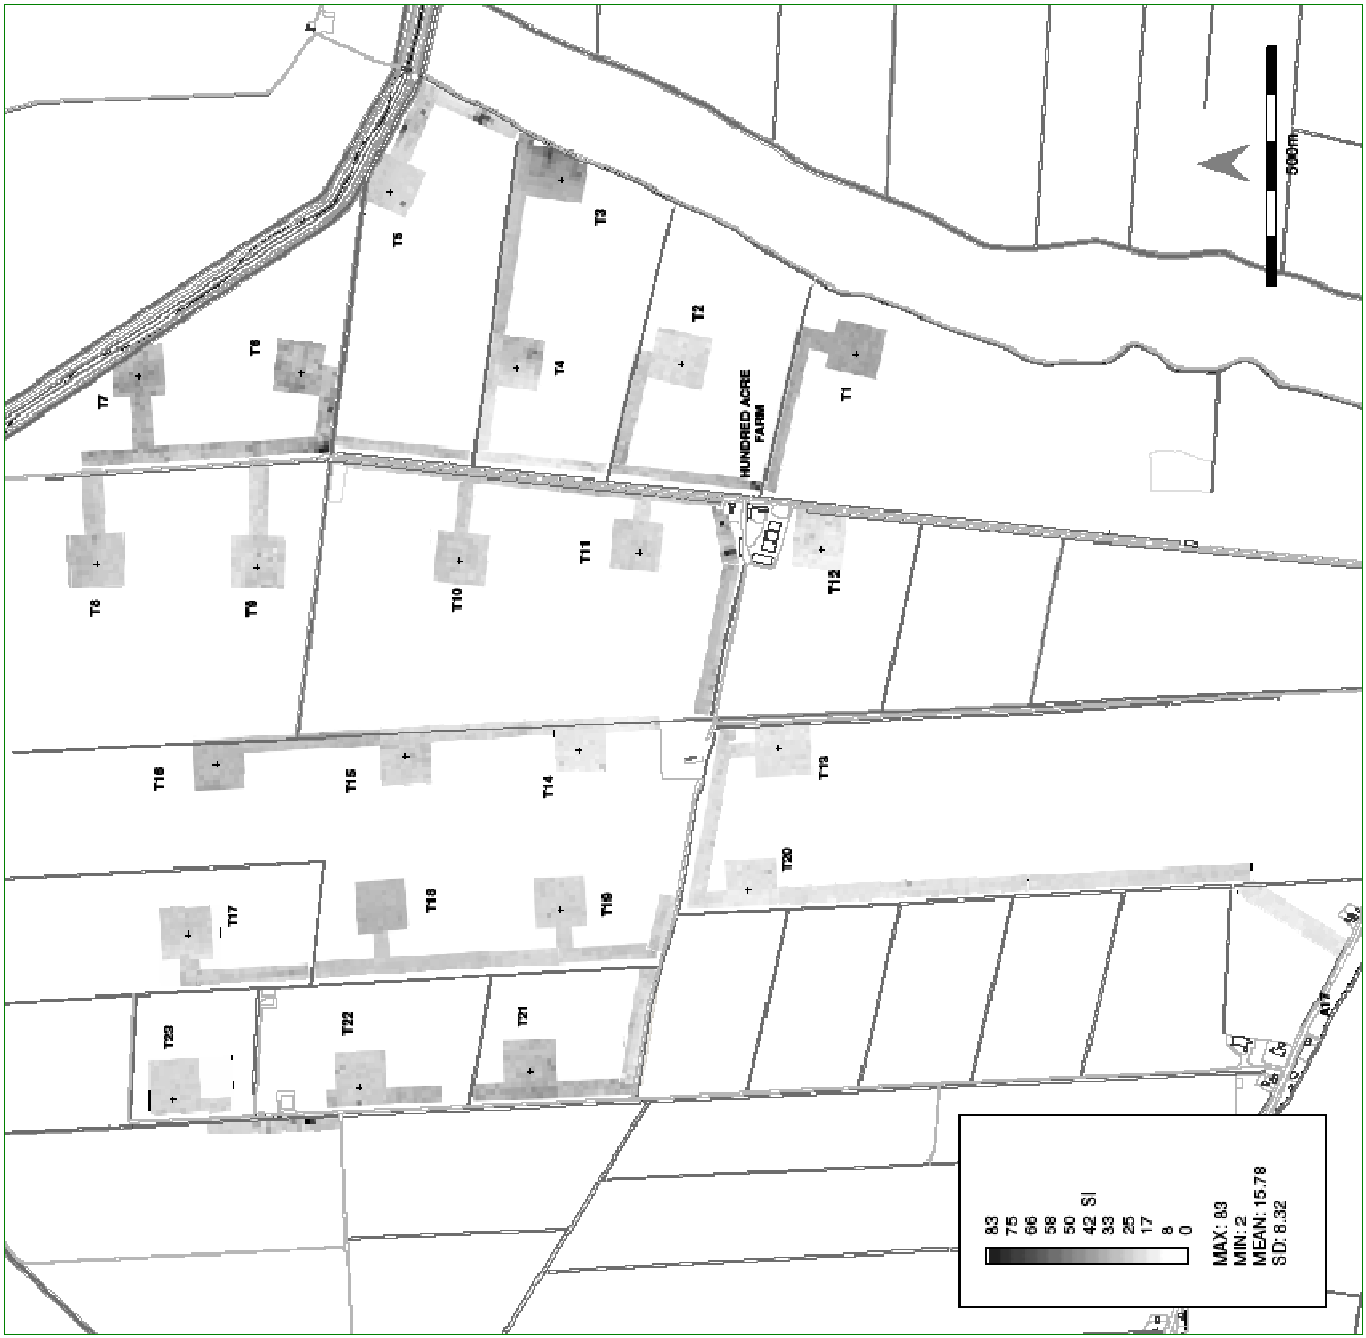 T7
T6
T5
T3
T4
T2
T1
HUNDRED ACRE
FARM
500m
T8
T9
T10
T11
T12
T16
T15
T14
T13
T17
T18
T19
T20
T23
T22
T21
A17
83
75
66
58
50
42 SI
33
25
17
8
0
MAX: 83
MIN: 2
MEAN: 15.78
SD: 8.32